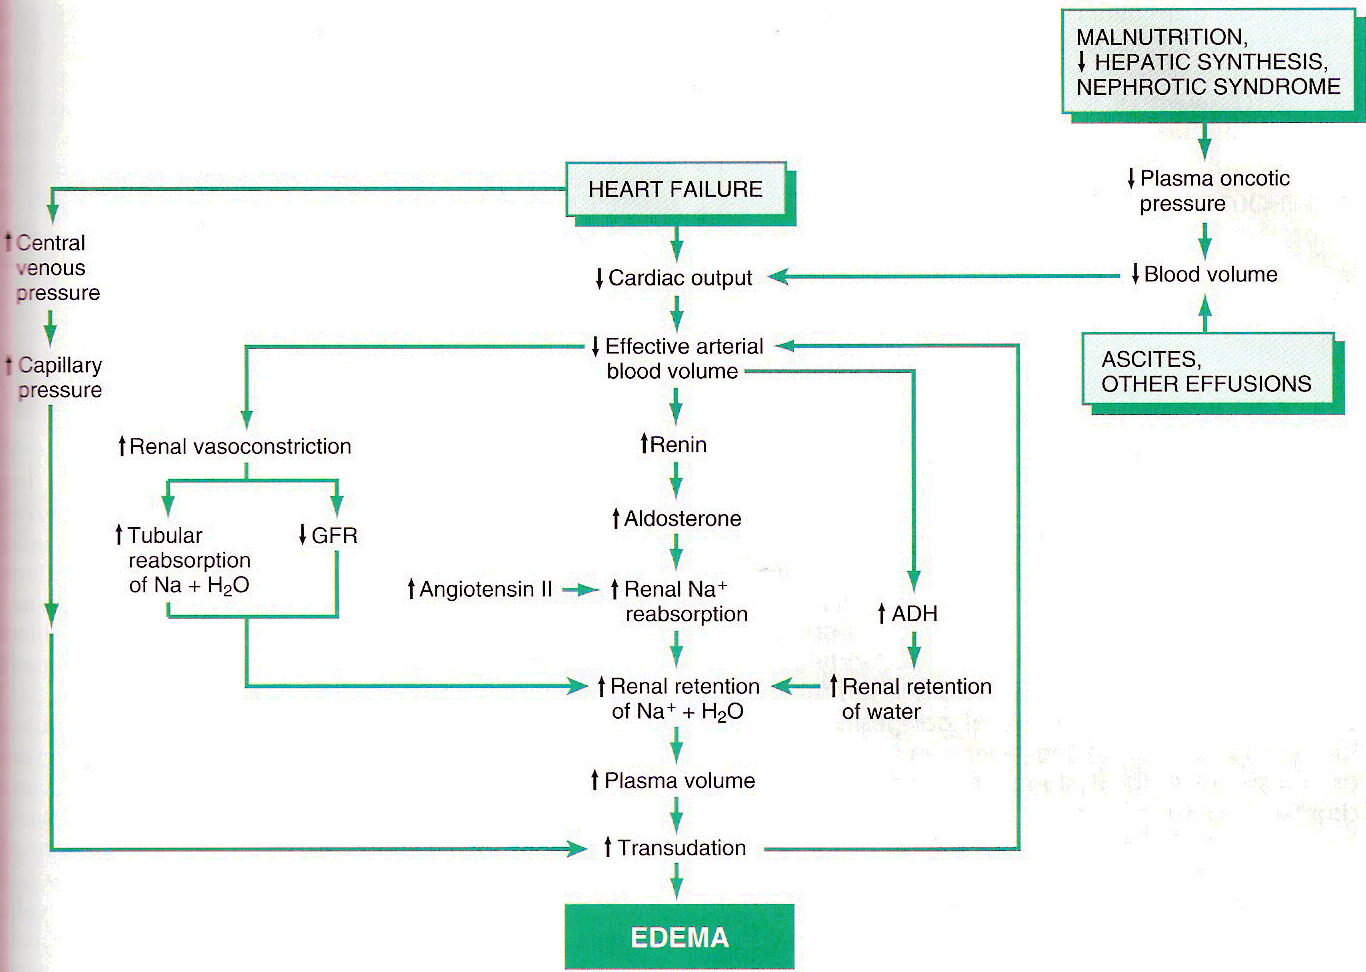 MALNUTRITION,
↓ HEPATIC SYNTHESIS,
NEPHROTIC SYNDROME
↓ Plasma oncotic
pressure
HEART FAILURE
↑ Central
venous
pressure
↓ Cardiac output
↓ Blood volume
↑ Capillary
pressure
↓ Effective arterial
blood volume
ASCITES,
OTHER EFFUSIONS
↑ Renal vasoconstriction
↑ Renin
↑ Tubular
reabsorption
of Na + H₂O
↓ GFR
↑ Aldosterone
↑ Angiotensin II
↑ Renal Na⁺
reabsorption
↑ ADH
↑ Renal retention
of Na⁺ + H₂O
↑ Renal retention
of water
↑ Plasma volume
↑ Transudation
EDEMA